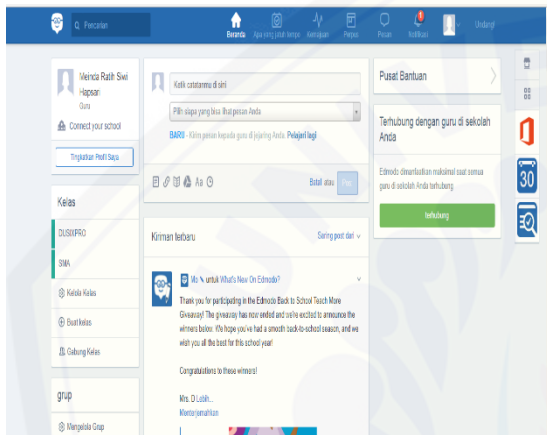 Pencarian
Beranda
Apa yang jatuh tempo
Kemajuan
Perpus
Pesan
Notifikasi
Undang!
Meinda Ratih Siwi
Hapsari
Guru
Connect your school
Tingkatkan Profil Saya
Kelas
DUSIXPRO
SMA
Kelola Kelas
Buat kelas
Gabung Kelas
grup
Mengelola Grup
Ketik catatanmu di sini
Pilih siapa yang bisa lihat pesan Anda
BARU - Kirim pesan kepada guru di jejaring Anda. Pelajari lagi
Aa
Batal atau
Kiriman terbaru
Saring post dari
Mo untuk What's New On Edmodo?
Thank you for participating in the Edmodo Back to School Teach More
Giveaway! The giveaway has now ended and we're excited to announce the
winners below. We hope you've had a smooth back-to-school season, and we
wish you all the best for this school year!
Congratulations to these winners!
Mrs. D Lebih...
Menterjemahkan
Pusat Bantuan
Terhubung dengan guru di sekolah
Anda
Edmodo dimanfaatkan maksimal saat semua
guru di sekolah Anda terhubung.
terhubung
30